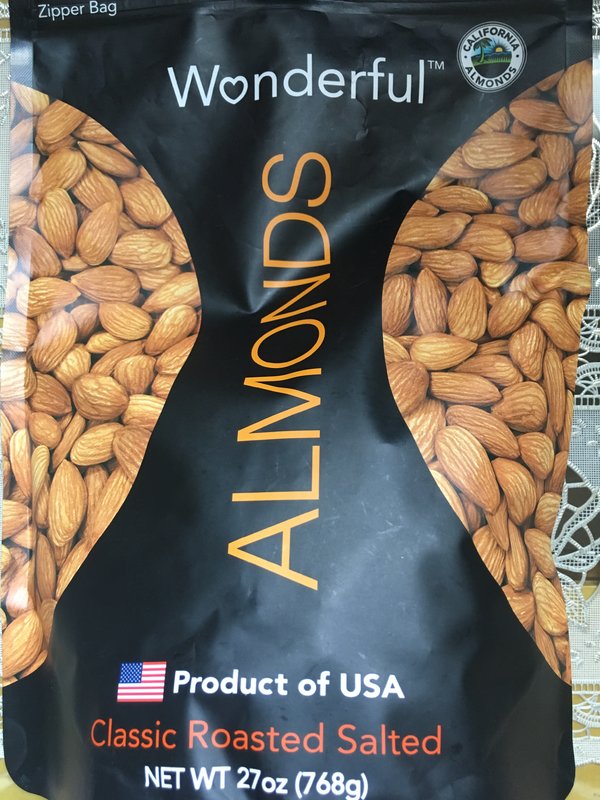 Zipper Bag
Wonderful™
CALIFORNIA
ALMONDS
ALMONDS
Product of USA
Classic Roasted Salted
NET WT 27oz (768g)